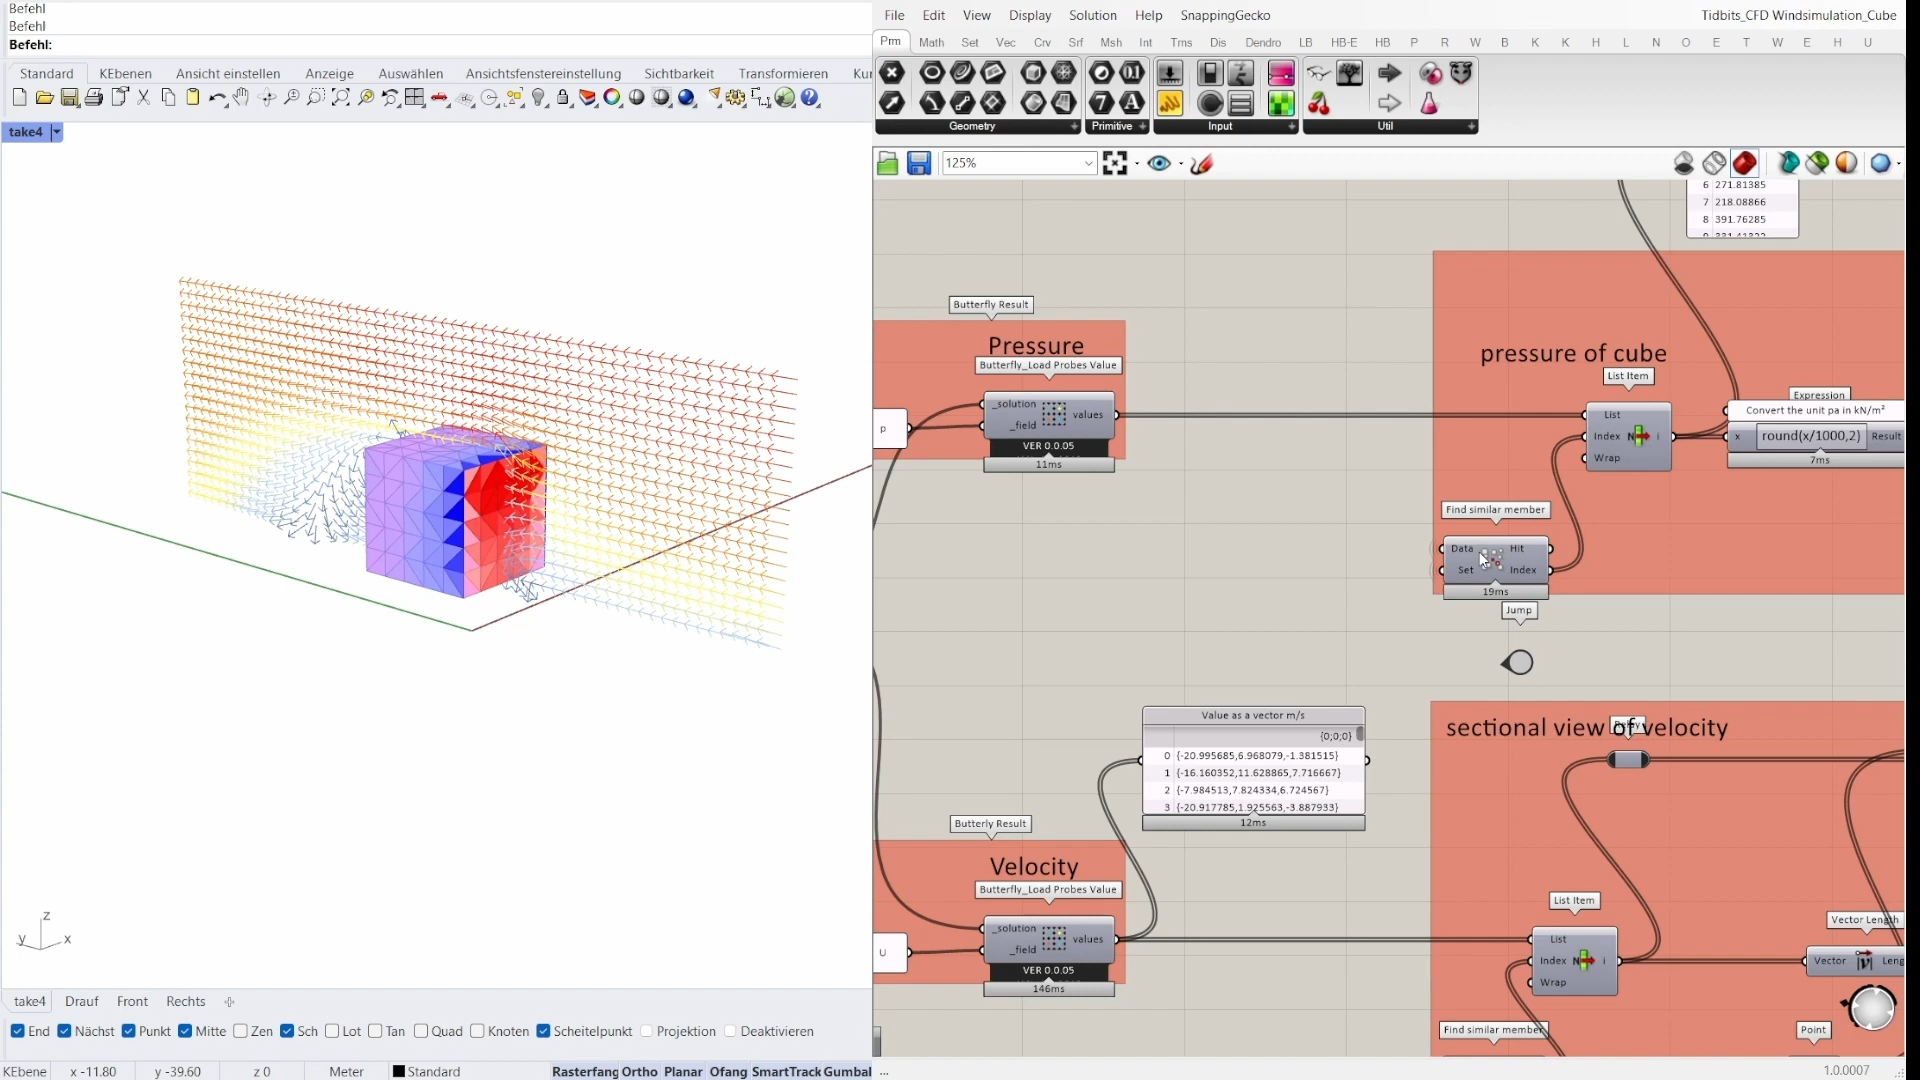 Befehl
Befehl
Befehl:
Standard KEbenen Ansicht einstellen Anzeige Auswählen Ansichtsfenstereinstellung Sichtbarkeit Transformieren Ku
take4
z
y x
take4 Drauf Front Rechts
End Nächst Punkt Mitte Zen Sch Lot Tan Quad Knoten Scheitelpunkt Projektion Deaktivieren
KEbene x -11.80 y -39.60 z 0 Meter Standard Rasterfang Ortho Planar Ofang SmartTrack Gumbal
File Edit View Display Solution Help SnappingGecko Tidbits_CFD Windsimulation_Cube
Prm Math Set Vec Crv Srf Msh Int Trns Dis Dendro LB HB-E HB P R W B K K H L N O E T W E H U
Geometry Primitive Input Util
125%
6 271.81385
7 218.08866
8 391.76285
Butterfly Result
Pressure
Butterfly_Load Probes Value
p
_solution
_field
values
VER 0.0.05
11ms
pressure of cube
List Item
List
Index
Wrap
i
Expression
Convert the unit pa in kN/m²
x round(x/1000,2) Result
7ms
Find similar member
Data Hit
Set Index
19ms
Jump
Value as a vector m/s
{0;0;0}
0 {-20.995685,6.968079,-1.381515}
1 {-16.160352,11.628865,7.716667}
2 {-7.984513,7.824334,6.724567}
3 {-20.917785,1.925563,-3.887933}
12ms
sectional view of velocity
Butterly Result
Velocity
Butterfly_Load Probes Value
U
_solution
_field
values
VER 0.0.05
146ms
List Item
List
Index
Wrap
i
Vector Length
Vector Leng
Find similar member
Point
...
1.0.0007